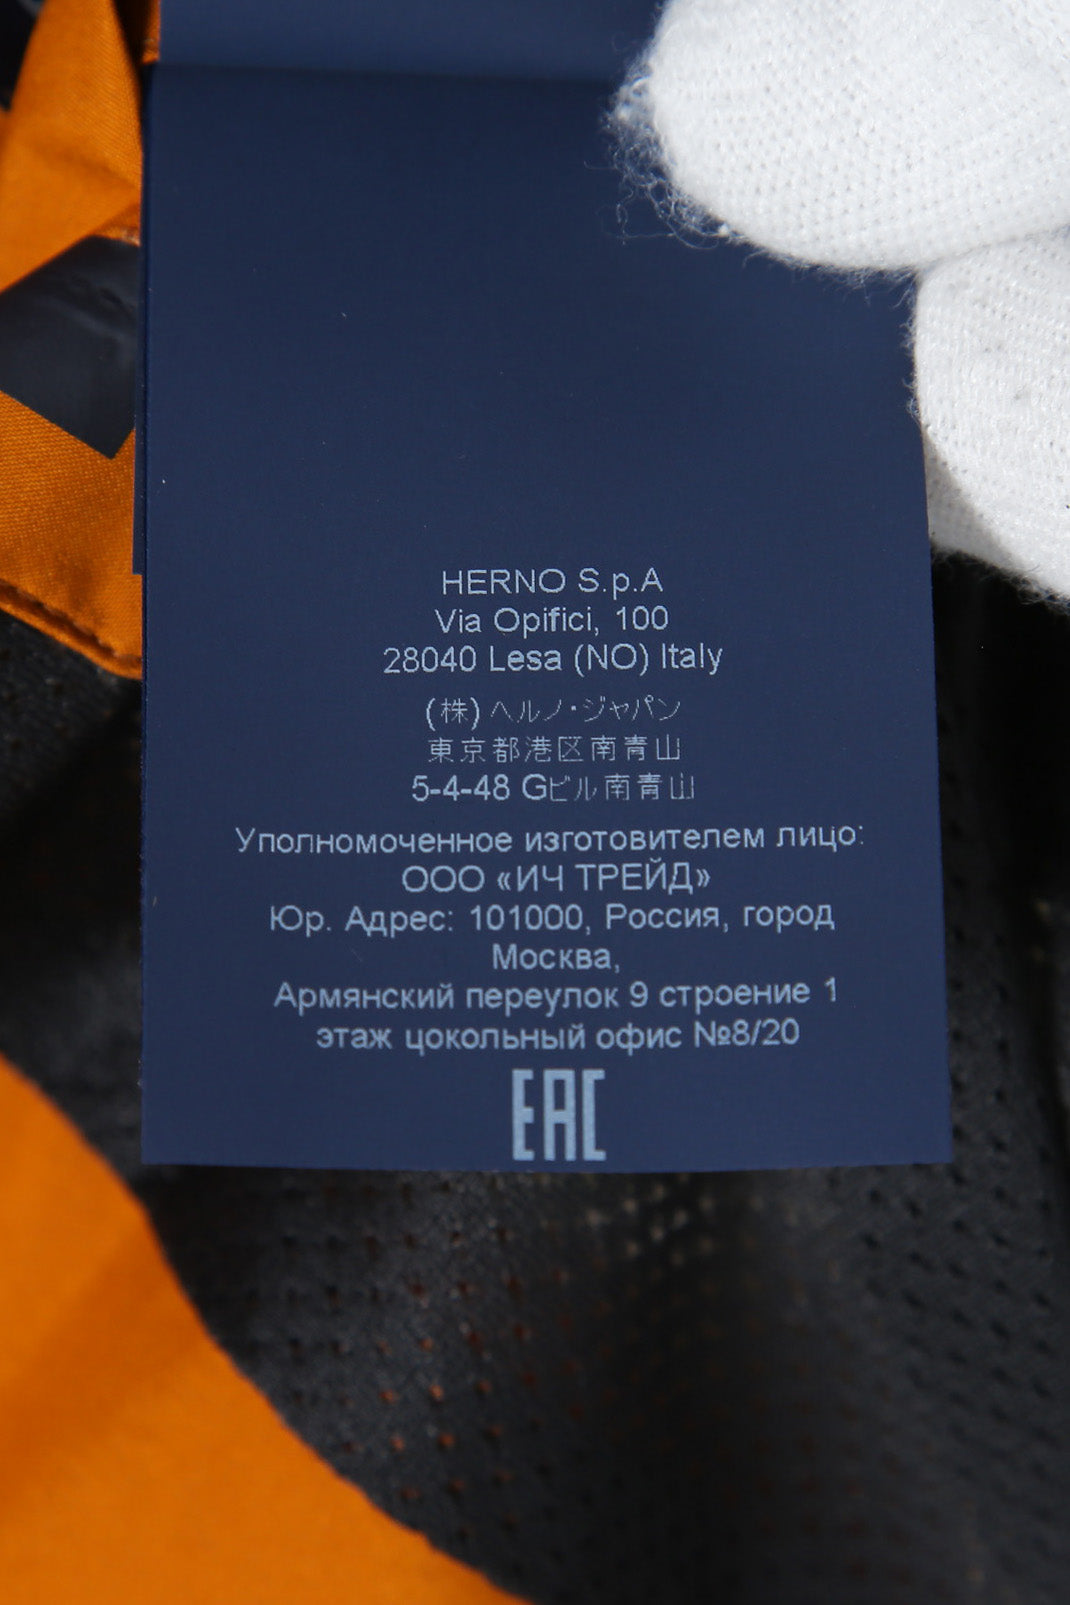 HERNO S.p.A
Via Opifici, 100
28040 Lesa (NO) Italy
(株)ヘルノ・ジャパン
東京都港区南青山
5-4-48 Gビル南青山
Уполномоченное изготовителем лицо:
ООО «ИЧ ТРЕЙД»
Юр. Адрес: 101000, Россия, город
Москва,
Армянский переулок 9 строение 1
этаж цокольный офис №8/20
EAC